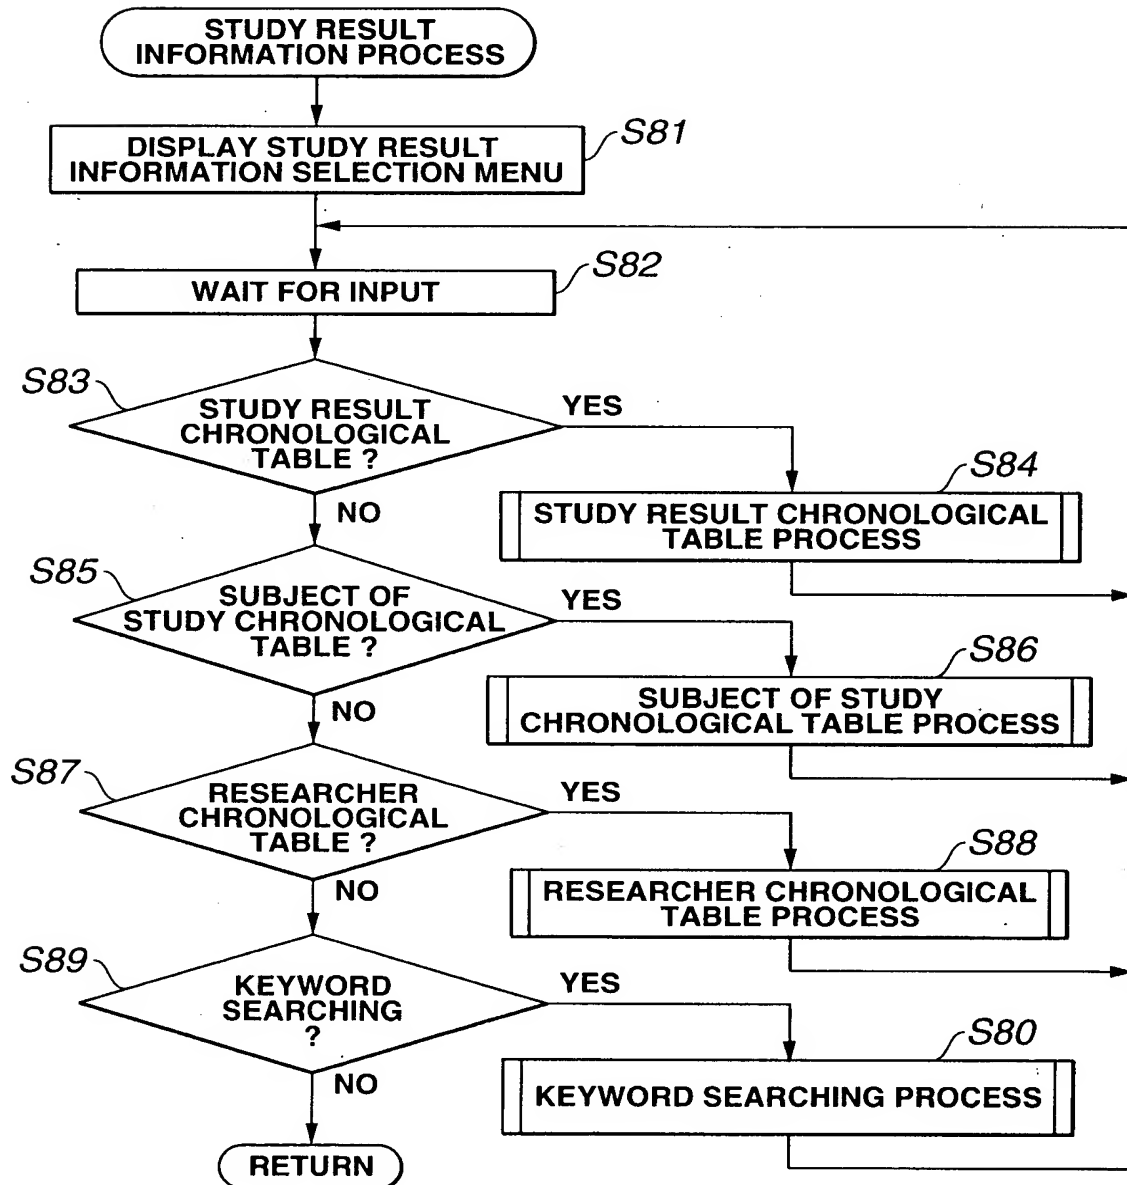 STUDY RESULT
INFORMATION PROCESS
S81
DISPLAY STUDY RESULT
INFORMATION SELECTION MENU
S82
WAIT FOR INPUT
S83
STUDY RESULT
CHRONOLOGICAL
TABLE ?
YES
NO
S84
STUDY RESULT CHRONOLOGICAL
TABLE PROCESS
S85
SUBJECT OF
STUDY CHRONOLOGICAL
TABLE ?
YES
NO
S86
SUBJECT OF STUDY
CHRONOLOGICAL TABLE PROCESS
S87
RESEARCHER
CHRONOLOGICAL
TABLE ?
YES
NO
S88
RESEARCHER CHRONOLOGICAL
TABLE PROCESS
S89
KEYWORD
SEARCHING
?
YES
NO
S80
KEYWORD SEARCHING PROCESS
RETURN